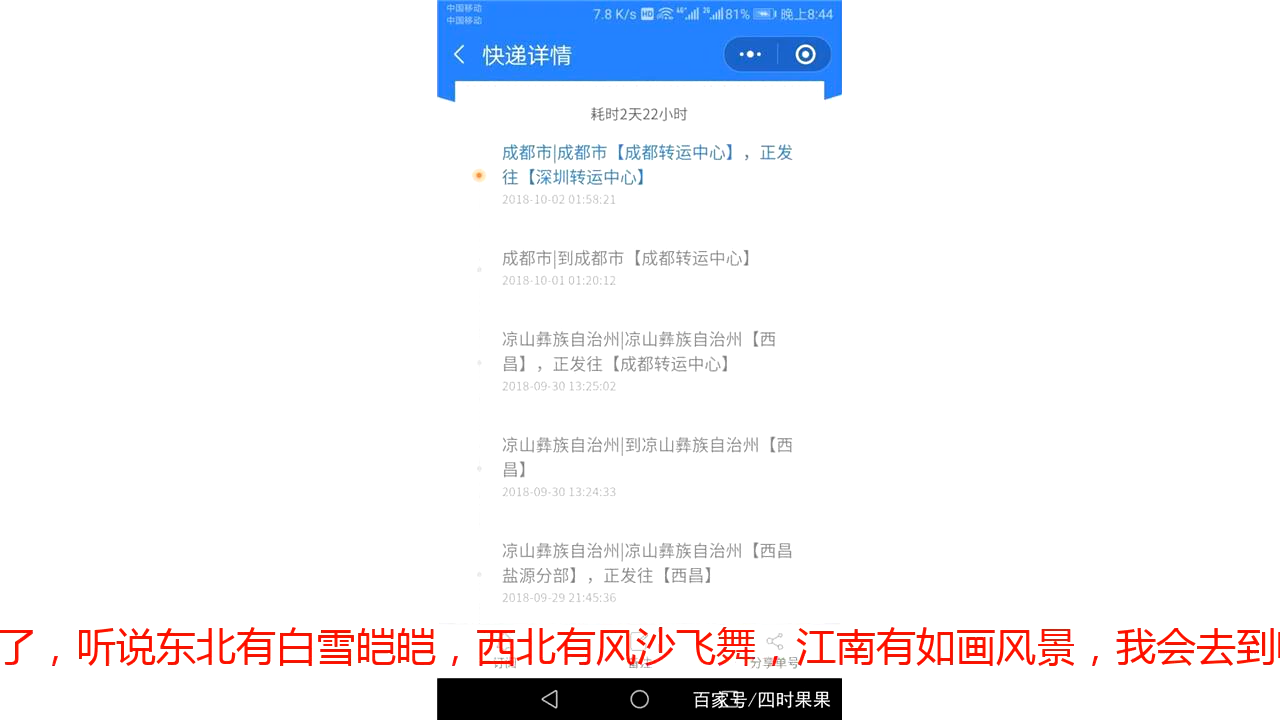 中国移动
中国移动
7.8 K/s HD 4G 2G 81% 晚上8:44
快递详情
耗时2天22小时
成都市|成都市【成都转运中心】，正发
往【深圳转运中心】
2018-10-02 01:58:21
成都市|到成都市【成都转运中心】
2018-10-01 01:20:12
凉山彝族自治州|凉山彝族自治州【西
昌】，正发往【成都转运中心】
2018-09-30 13:25:02
凉山彝族自治州|到凉山彝族自治州【西
昌】
2018-09-30 13:24:33
凉山彝族自治州|凉山彝族自治州【西昌
盐源分部】，正发往【西昌】
2018-09-29 21:45:36
了，听说东北有白雪皑皑，西北有风沙飞舞，江南有如画风景，我会去到
订阅 备注 分享单号
百家号/四时果果